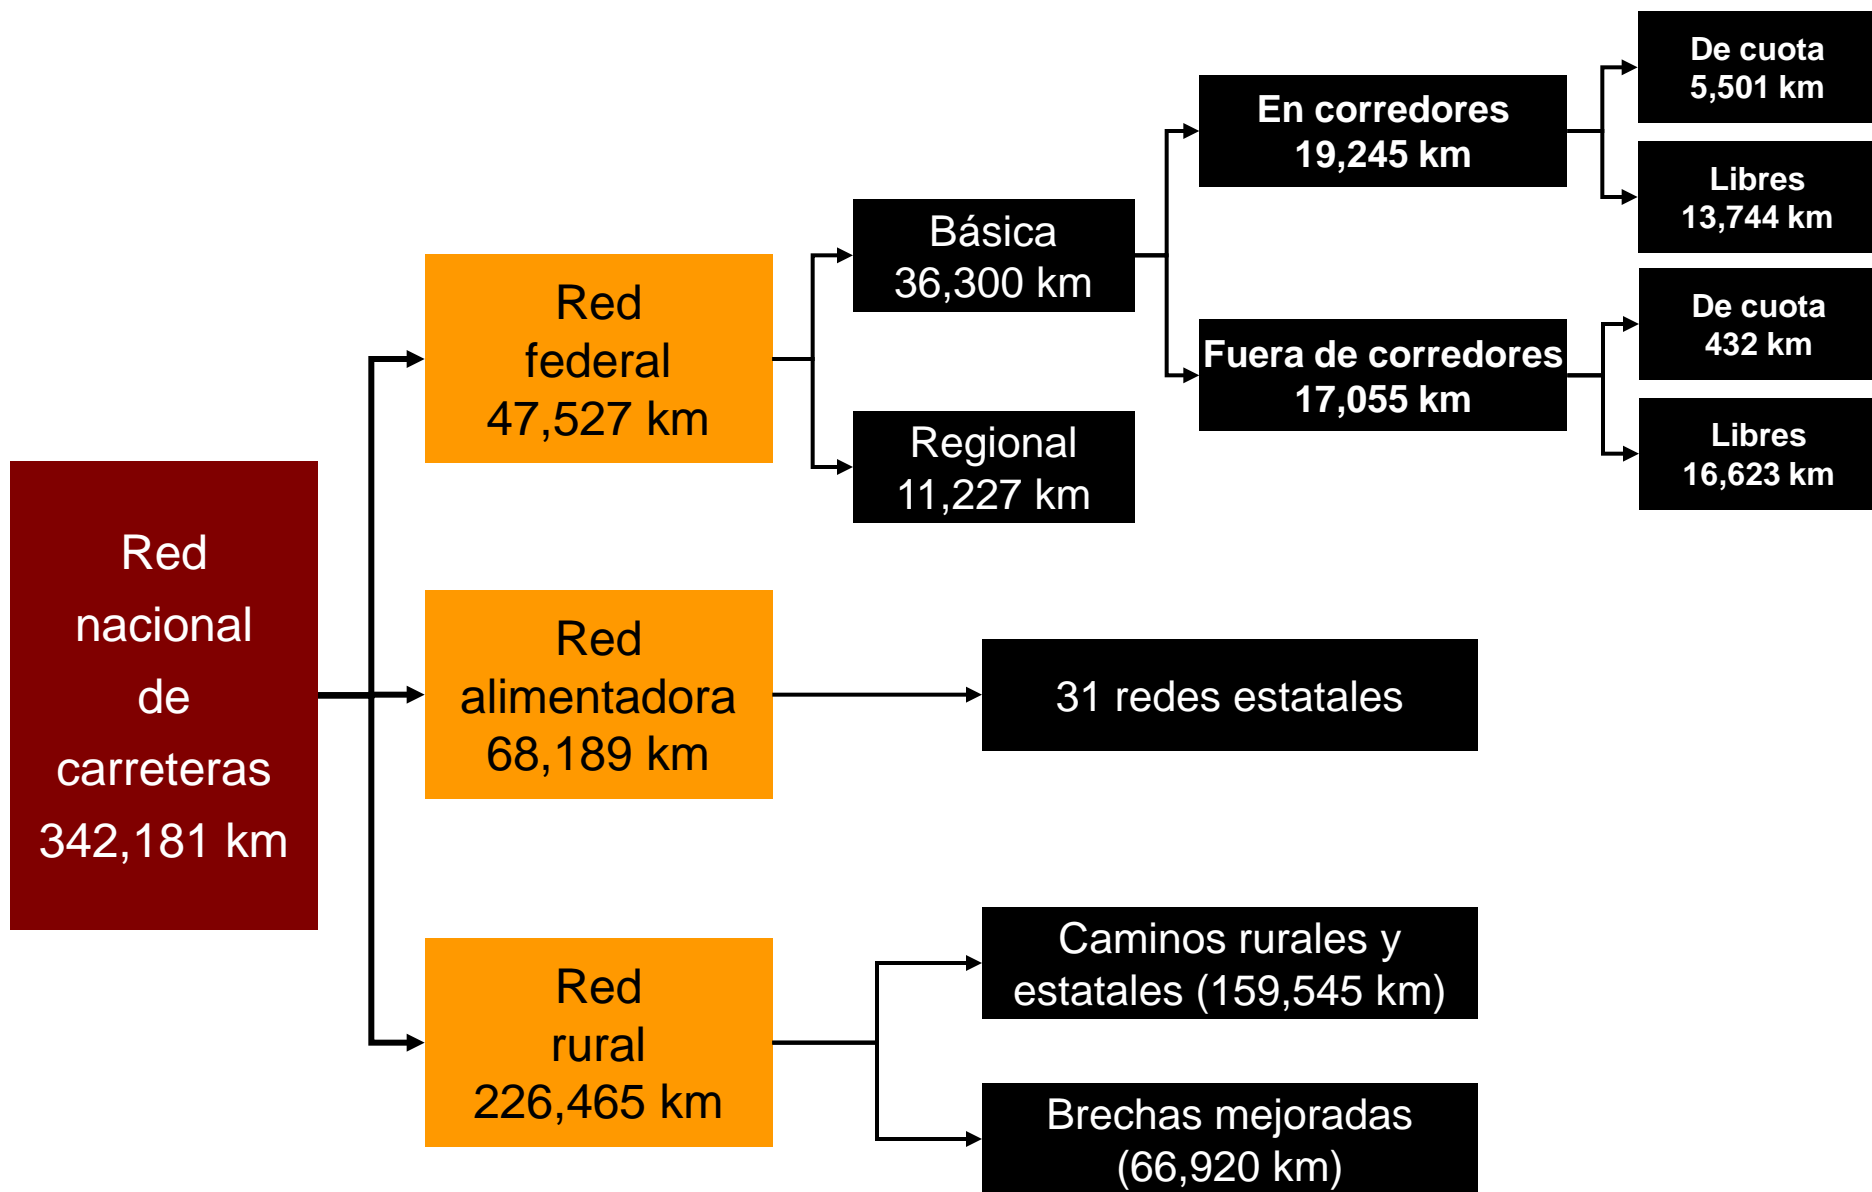 Red
nacional
de
carreteras
342,181 km
Red
federal
47,527 km
Básica
36,300 km
En corredores
19,245 km
De cuota
5,501 km
Libres
13,744 km
Fuera de corredores
17,055 km
De cuota
432 km
Libres
16,623 km
Regional
11,227 km
Red
alimentadora
68,189 km
31 redes estatales
Red
rural
226,465 km
Caminos rurales y
estatales (159,545 km)
Brechas mejoradas
(66,920 km)